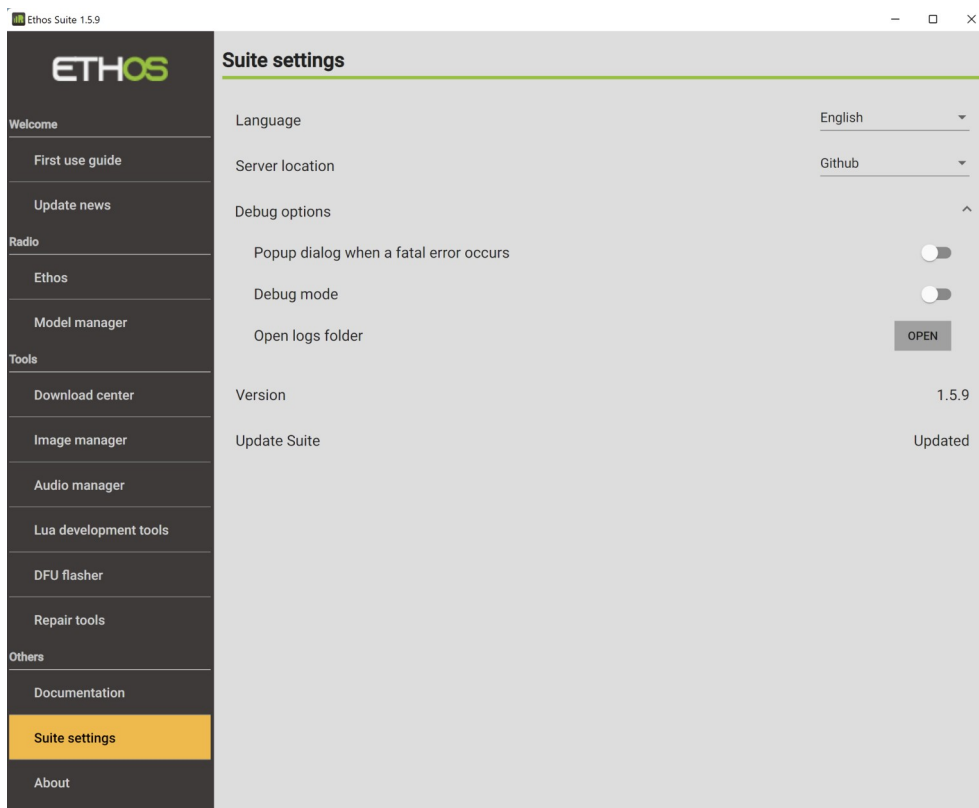 Ethos Suite 1.5.9
ETHOS
Welcome
First use guide
Update news
Radio
Ethos
Model manager
Tools
Download center
Image manager
Audio manager
Lua development tools
DFU flasher
Repair tools
Others
Documentation
Suite settings
About
Suite settings
Language English
Server location Github
Debug options
Popup dialog when a fatal error occurs
Debug mode
Open logs folder OPEN
Version 1.5.9
Update Suite Updated